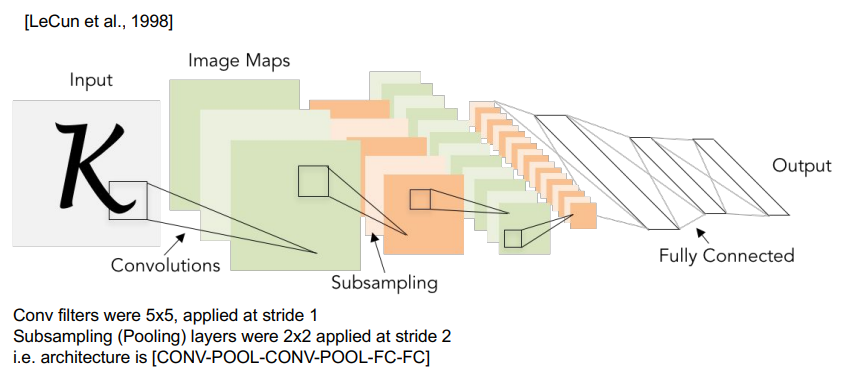 [LeCun et al., 1998]
Image Maps
Input
K
Output
Fully Connected
Convolutions
Subsampling
Conv filters were 5x5, applied at stride 1
Subsampling (Pooling) layers were 2x2 applied at stride 2
i.e. architecture is [CONV-POOL-CONV-POOL-FC-FC]